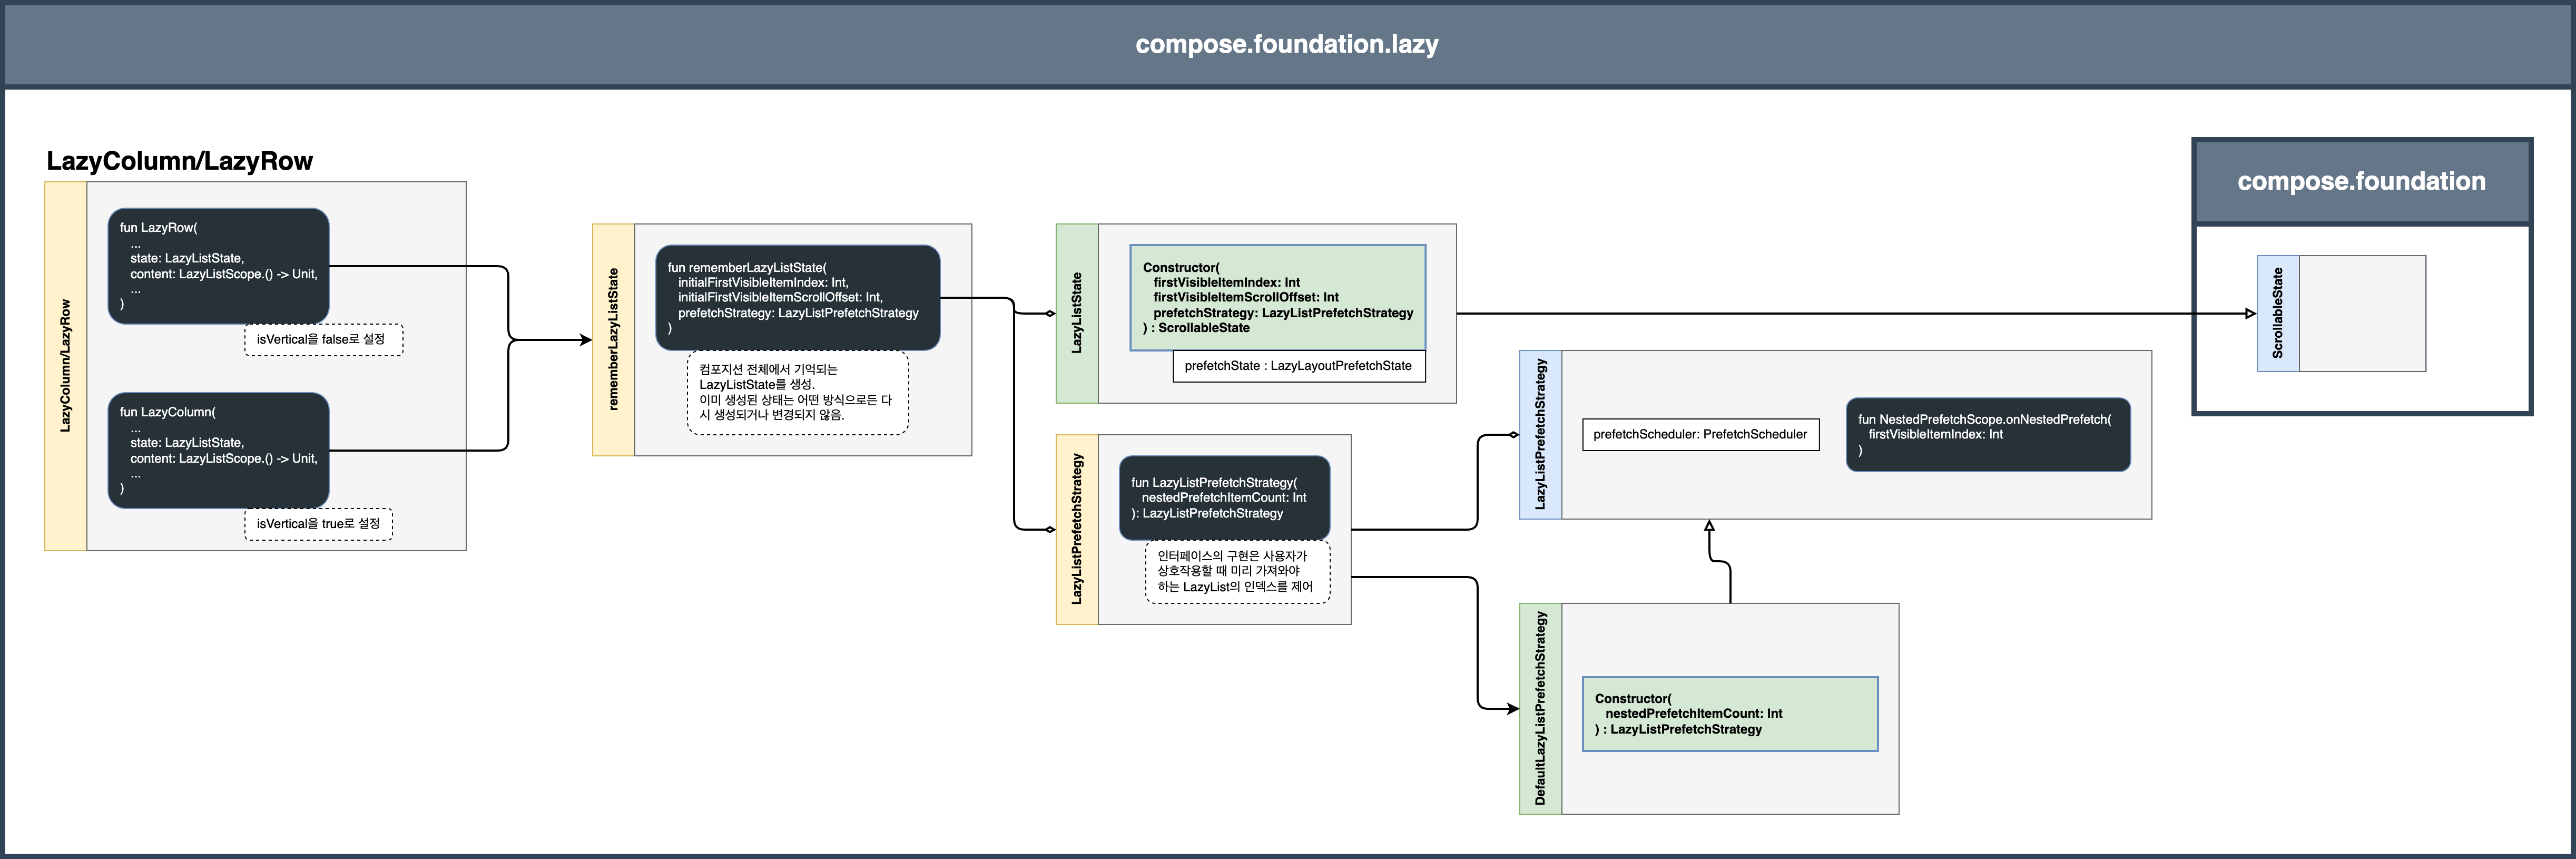 compose.foundation.lazy
LazyColumn/LazyRow
LazyColumn/LazyRow
fun LazyRow(
...
state: LazyListState,
content: LazyListScope.() -> Unit,
...
)
isVertical을 false로 설정
fun LazyColumn(
...
state: LazyListState,
content: LazyListScope.() -> Unit,
...
)
isVertical을 true로 설정
rememberLazyListState
fun rememberLazyListState(
initialFirstVisibleItemIndex: Int,
initialFirstVisibleItemScrollOffset: Int,
prefetchStrategy: LazyListPrefetchStrategy
)
컴포지션 전체에서 기억되는
LazyListState를 생성.
이미 생성된 상태는 어떤 방식으로든 다
시 생성되거나 변경되지 않음.
LazyListState
Constructor(
firstVisibleItemIndex: Int
firstVisibleItemScrollOffset: Int
prefetchStrategy: LazyListPrefetchStrategy
) : ScrollableState
prefetchState : LazyLayoutPrefetchState
LazyListPrefetchStrategy
fun LazyListPrefetchStrategy(
nestedPrefetchItemCount: Int
): LazyListPrefetchStrategy
인터페이스의 구현은 사용자가
상호작용할 때 미리 가져와야
하는 LazyList의 인덱스를 제어
LazyListPrefetchStrategy
prefetchScheduler: PrefetchScheduler
fun NestedPrefetchScope.onNestedPrefetch(
firstVisibleItemIndex: Int
)
DefaultLazyListPrefetchStrategy
Constructor(
nestedPrefetchItemCount: Int
) : LazyListPrefetchStrategy
compose.foundation
ScrollableState